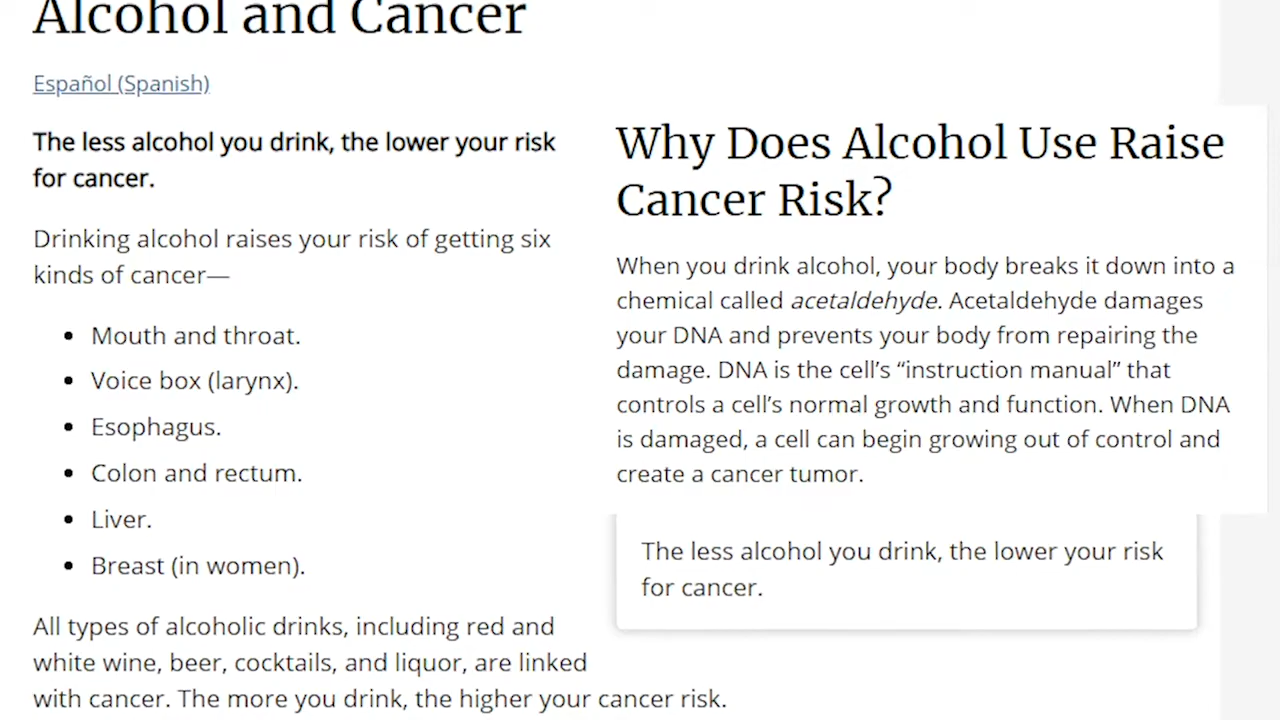 Alcohol and Cancer
Español (Spanish)
The less alcohol you drink, the lower your risk
for cancer.
Drinking alcohol raises your risk of getting six
kinds of cancer—
• Mouth and throat.
• Voice box (larynx).
• Esophagus.
• Colon and rectum.
• Liver.
• Breast (in women).
All types of alcoholic drinks, including red and
white wine, beer, cocktails, and liquor, are linked
with cancer. The more you drink, the higher your cancer risk.
Why Does Alcohol Use Raise
Cancer Risk?
When you drink alcohol, your body breaks it down into a
chemical called acetaldehyde. Acetaldehyde damages
your DNA and prevents your body from repairing the
damage. DNA is the cell’s “instruction manual” that
controls a cell’s normal growth and function. When DNA
is damaged, a cell can begin growing out of control and
create a cancer tumor.
The less alcohol you drink, the lower your risk
for cancer.